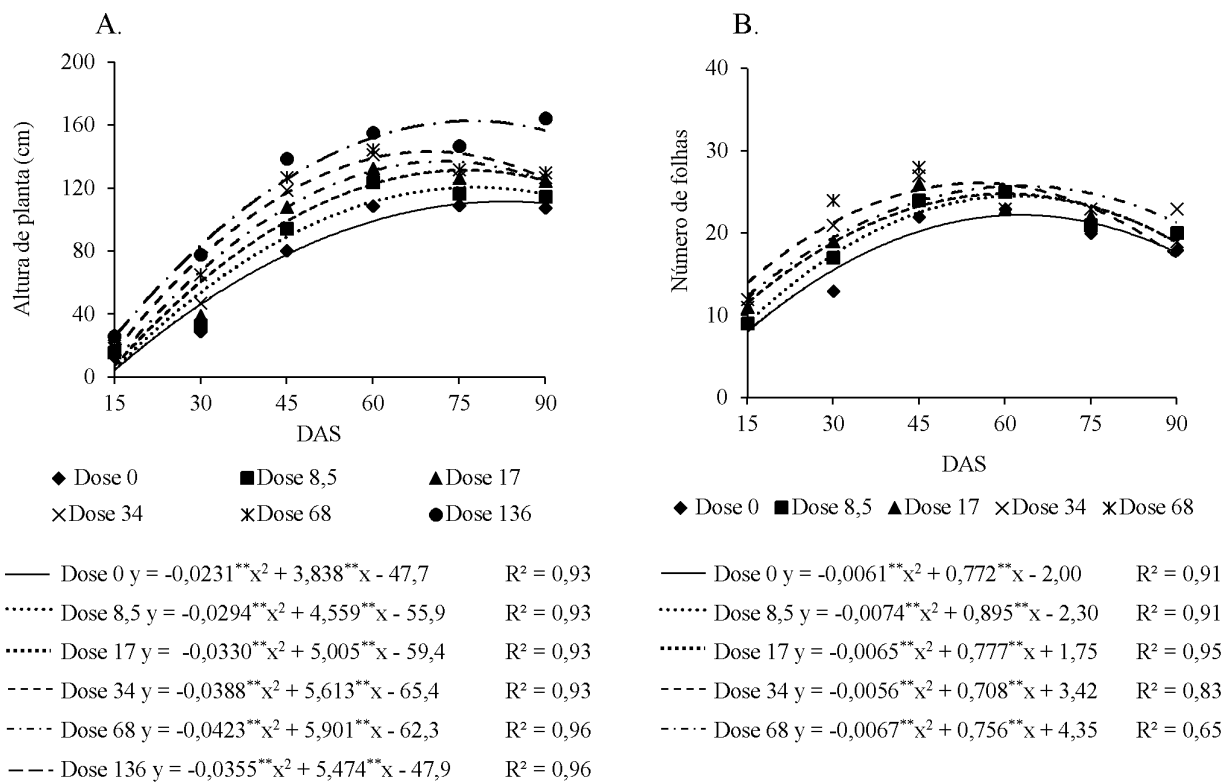 A.
Altura de planta (cm)
200
160
120
80
40
0
15 30 45 60 75 90
DAS
Dose 0 Dose 8,5 Dose 17
Dose 34 Dose 68 Dose 136
Dose 0 y = -0,0231**x² + 3,838**x - 47,7 R² = 0,93
Dose 8,5 y = -0,0294**x² + 4,559**x - 55,9 R² = 0,93
Dose 17 y = -0,0330**x² + 5,005**x - 59,4 R² = 0,93
Dose 34 y = -0,0388**x² + 5,613**x - 65,4 R² = 0,93
Dose 68 y = -0,0423**x² + 5,901**x - 62,3 R² = 0,96
Dose 136 y = -0,0355**x² + 5,474**x - 47,9 R² = 0,96
B.
Número de folhas
40
30
20
10
0
15 30 45 60 75 90
DAS
Dose 0 Dose 8,5 Dose 17 Dose 34 Dose 68
Dose 0 y = -0,0061**x² + 0,772**x - 2,00 R² = 0,91
Dose 8,5 y = -0,0074**x² + 0,895**x - 2,30 R² = 0,91
Dose 17 y = -0,0065**x² + 0,777**x + 1,75 R² = 0,95
Dose 34 y = -0,0056**x² + 0,708**x + 3,42 R² = 0,83
Dose 68 y = -0,0067**x² + 0,756**x + 4,35 R² = 0,65